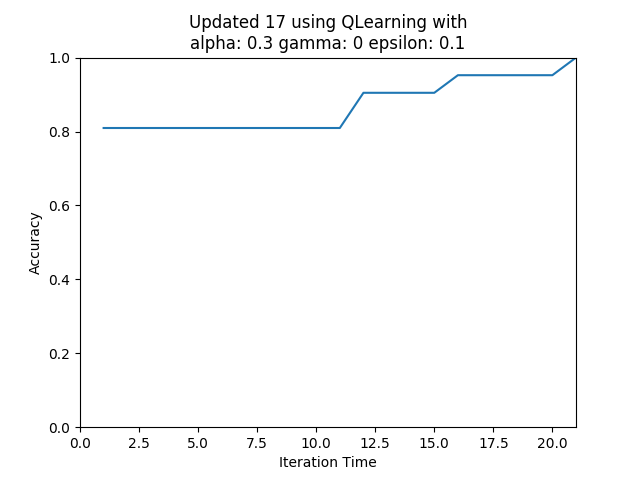 Updated 17 using QLearning with
alpha: 0.3 gamma: 0 epsilon: 0.1
1.0
0.8
0.6
0.4
0.2
0.0
Accuracy
0.0 2.5 5.0 7.5 10.0 12.5 15.0 17.5 20.0
Iteration Time